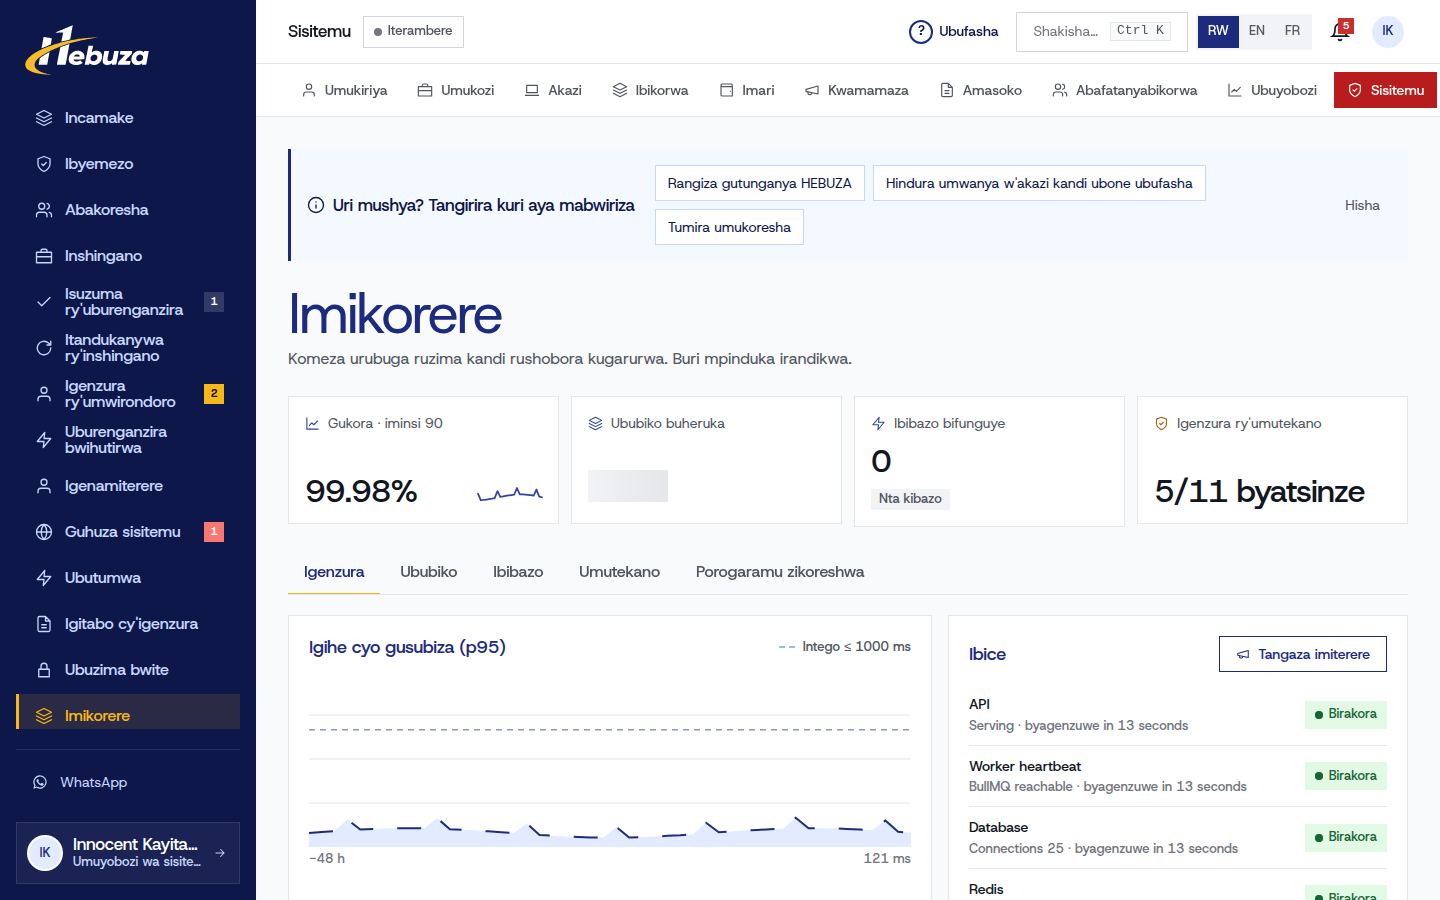 Hebuza
Incamake
Ibyemezo
Abakoresha
Inshingano
Isuzuma
ry'uburenganzira
1
Itandukanywa
ry'inshingano
Igenzura
ry'umwirondoro
2
Uburenganzira
bwihutirwa
Igenamiterere
Guhuza sisitemu
1
Ubutumwa
Igitabo cy'igenzura
Ubuzima bwite
Imikorere
WhatsApp
IK
Innocent Kayita...
Umuyobozi wa sisite...
Sisitemu
Iterambere
? Ubufasha
Shakisha... Ctrl K
RW EN FR
5
IK
Umukiriya Umukozi Akazi Ibikorwa Imari Kwamamaza Amasoko Abafatanyabikorwa Ubuyobozi Sisitemu
Uri mushya? Tangirira kuri aya mabwiriza
Rangiza gutunganya HEBUZA
Hindura umwanya w'akazi kandi ubone ubufasha
Tumira umukoresha
Hisha
Imikorere
Komeza urubuga ruzima kandi rushobora kugarurwa. Buri mpinduka irandikwa.
Gukora · iminsi 90
99.98%
Ububiko buheruka
Ibibazo bifunguye
0
Nta kibazo
Igenzura ry'umutekano
5/11 byatsinze
Igenzura Ububiko Ibibazo Umutekano Porogaramu zikoreshwa
Igihe cyo gusubiza (p95)
Intego ≤ 1000 ms
−48 h
121 ms
Ibice
Tangaza imiterere
API
Serving · byagenzuwe in 13 seconds
Birakora
Worker heartbeat
BullMQ reachable · byagenzuwe in 13 seconds
Birakora
Database
Connections 25 · byagenzuwe in 13 seconds
Birakora
Redis
Birakora